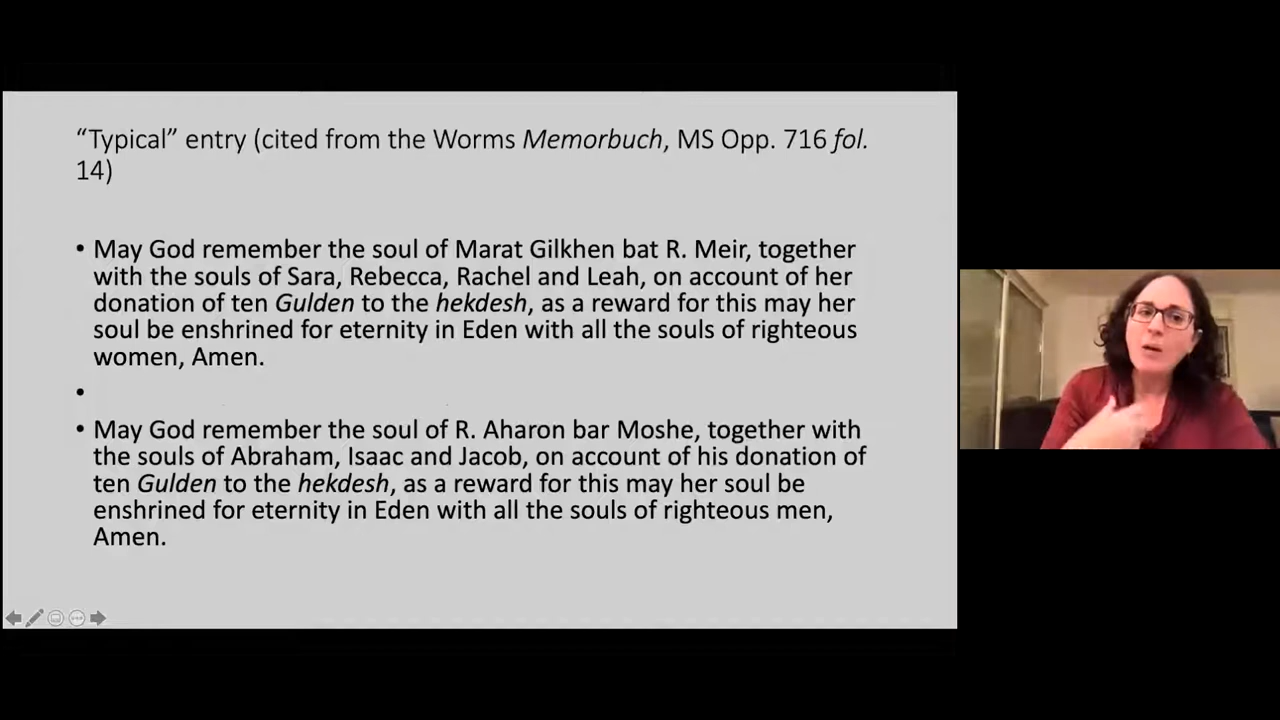 “Typical” entry (cited from the Worms Memorbuch, MS Opp. 716 fol.
14)
• May God remember the soul of Marat Gilkhen bat R. Meir, together
with the souls of Sara, Rebecca, Rachel and Leah, on account of her
donation of ten Gulden to the hekdesh, as a reward for this may her
soul be enshrined for eternity in Eden with all the souls of righteous
women, Amen.
•
• May God remember the soul of R. Aharon bar Moshe, together with
the souls of Abraham, Isaac and Jacob, on account of his donation of
ten Gulden to the hekdesh, as a reward for this may her soul be
enshrined for eternity in Eden with all the souls of righteous men,
Amen.